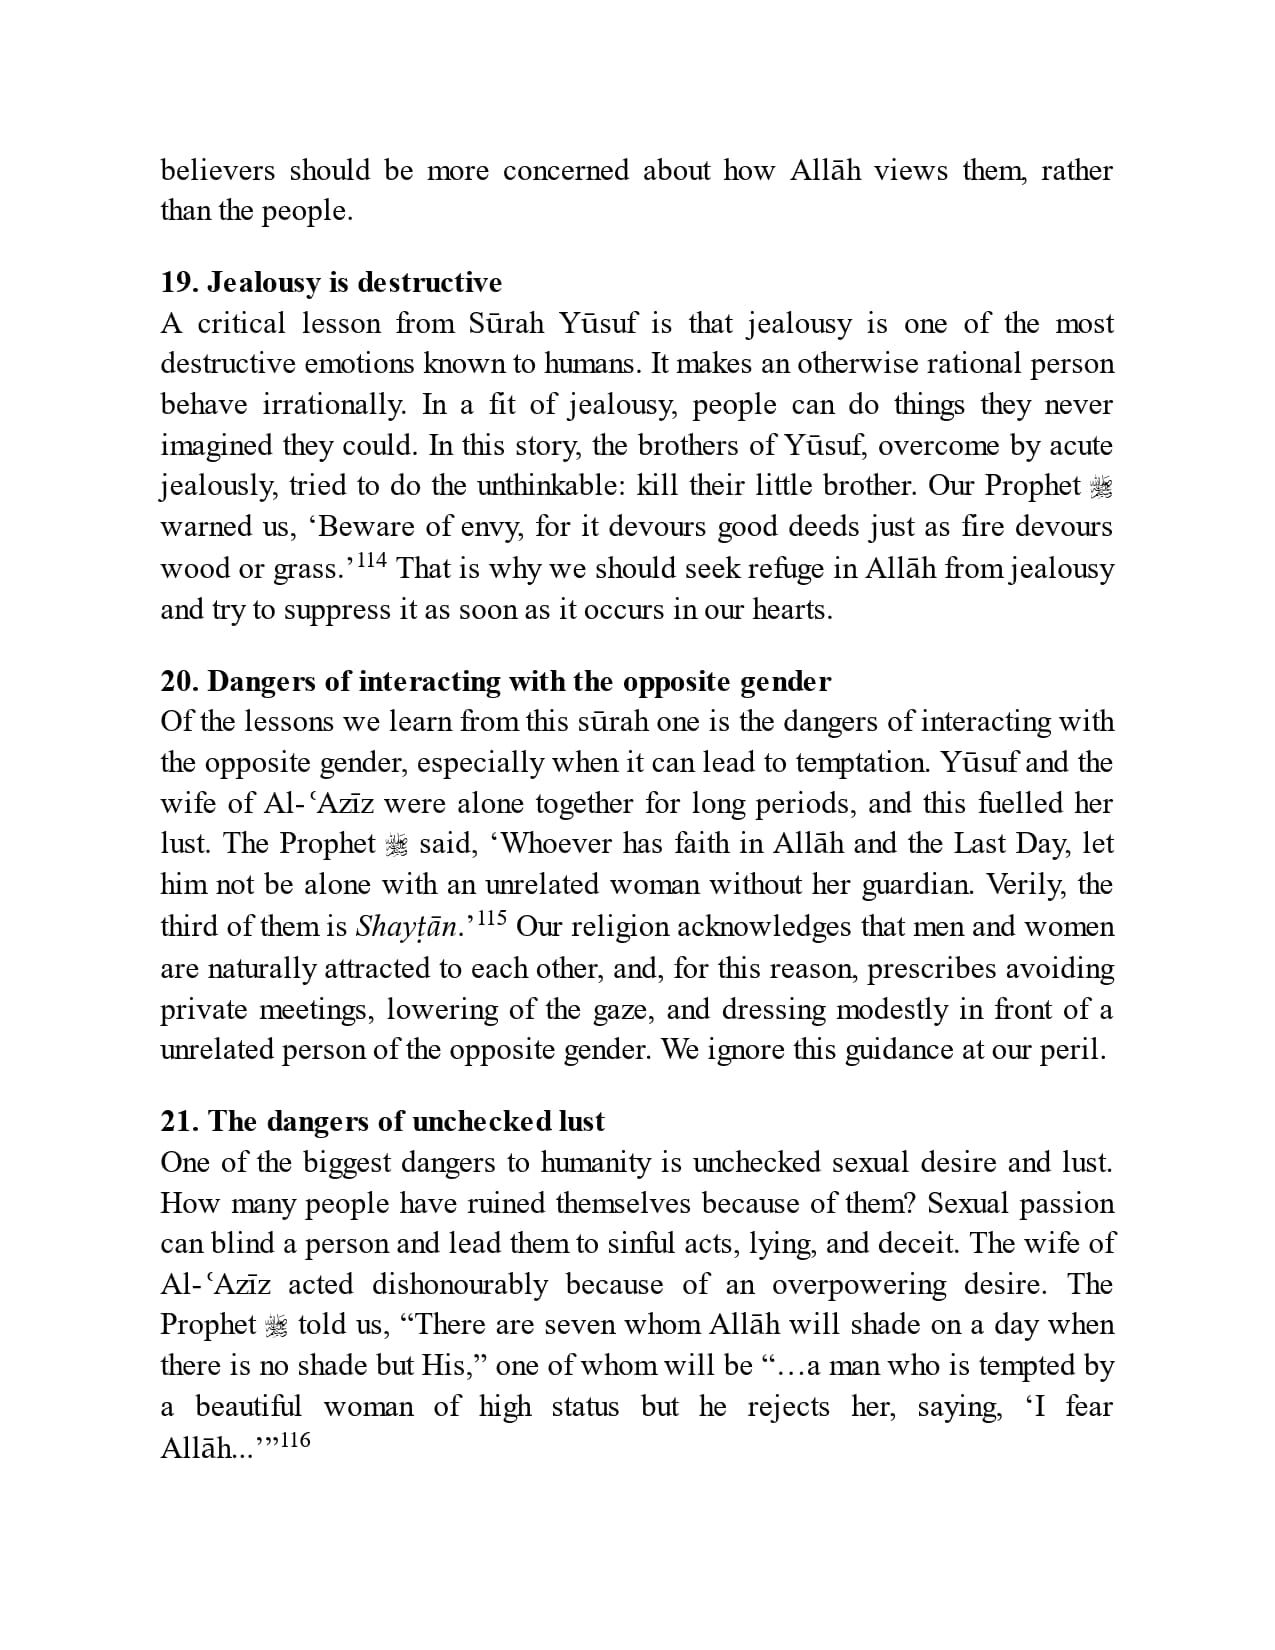 believers should be more concerned about how Allāh views them, rather
than the people.
19. Jealousy is destructive
A critical lesson from Sūrah Yūsuf is that jealousy is one of the most
destructive emotions known to humans. It makes an otherwise rational person
behave irrationally. In a fit of jealousy, people can do things they never
imagined they could. In this story, the brothers of Yūsuf, overcome by acute
jealously, tried to do the unthinkable: kill their little brother. Our Prophet ﷺ
warned us, ‘Beware of envy, for it devours good deeds just as fire devours
wood or grass.’114 That is why we should seek refuge in Allāh from jealousy
and try to suppress it as soon as it occurs in our hearts.
20. Dangers of interacting with the opposite gender
Of the lessons we learn from this sūrah one is the dangers of interacting with
the opposite gender, especially when it can lead to temptation. Yūsuf and the
wife of Al-ʿAzīz were alone together for long periods, and this fuelled her
lust. The Prophet ﷺ said, ‘Whoever has faith in Allāh and the Last Day, let
him not be alone with an unrelated woman without her guardian. Verily, the
third of them is Shayṭān.’115 Our religion acknowledges that men and women
are naturally attracted to each other, and, for this reason, prescribes avoiding
private meetings, lowering of the gaze, and dressing modestly in front of a
unrelated person of the opposite gender. We ignore this guidance at our peril.
21. The dangers of unchecked lust
One of the biggest dangers to humanity is unchecked sexual desire and lust.
How many people have ruined themselves because of them? Sexual passion
can blind a person and lead them to sinful acts, lying, and deceit. The wife of
Al-ʿAzīz acted dishonourably because of an overpowering desire. The
Prophet ﷺ told us, “There are seven whom Allāh will shade on a day when
there is no shade but His,” one of whom will be “…a man who is tempted by
a beautiful woman of high status but he rejects her, saying, ‘I fear
Allāh...’”116